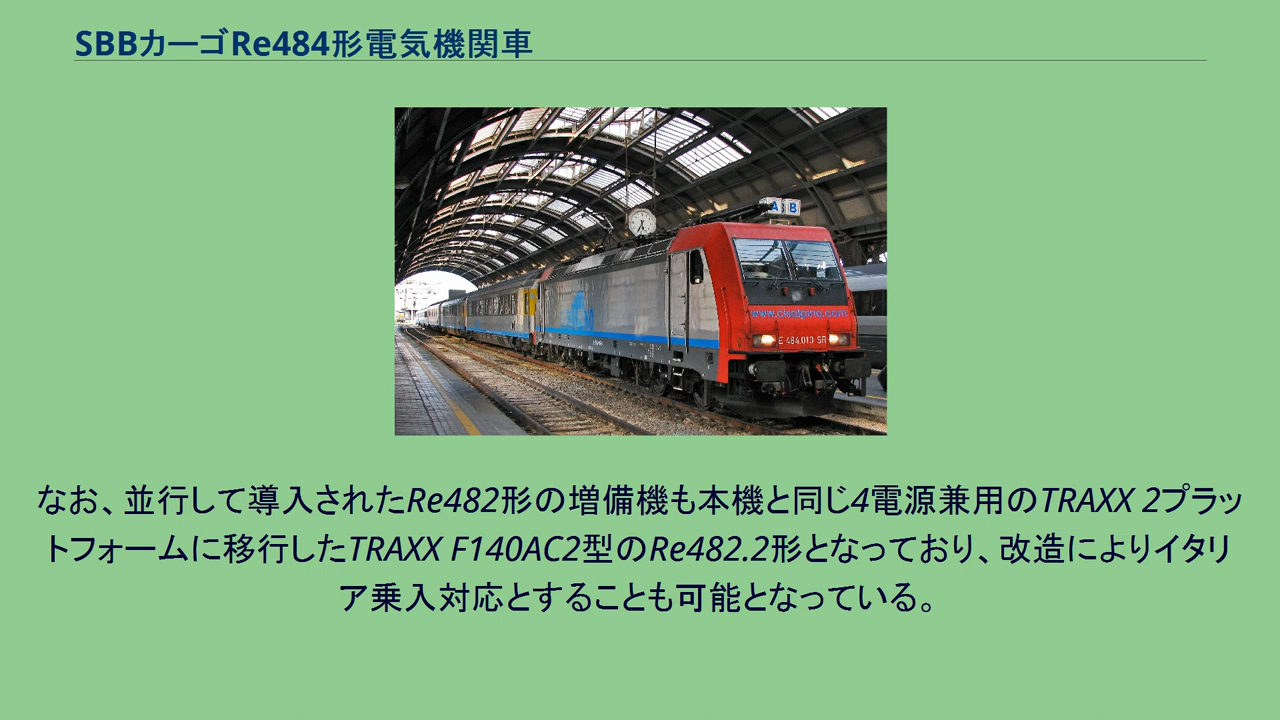 SBBカーゴRe484形電気機関車
A B
www.cisalpino.com
E 484.013 SR
なお、並行して導入されたRe482形の増備機も本機と同じ4電源兼用のTRAXX 2プラッ
トフォームに移行したTRAXX F140AC2型のRe482.2形となっており、改造によりイタリ
ア乗入対応とすることも可能となっている。